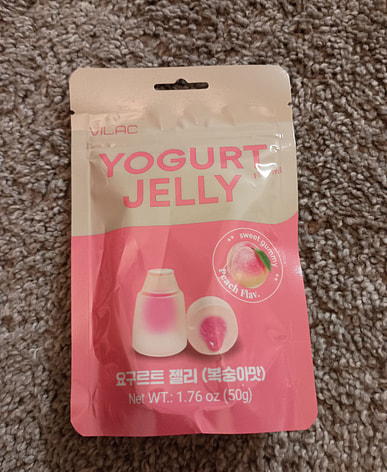 VILAC
YOGURT
JELLY
sweet gummy
Peach Flav.
요구르트 젤리 (복숭아맛)
Net WT.: 1.76 oz (50g)